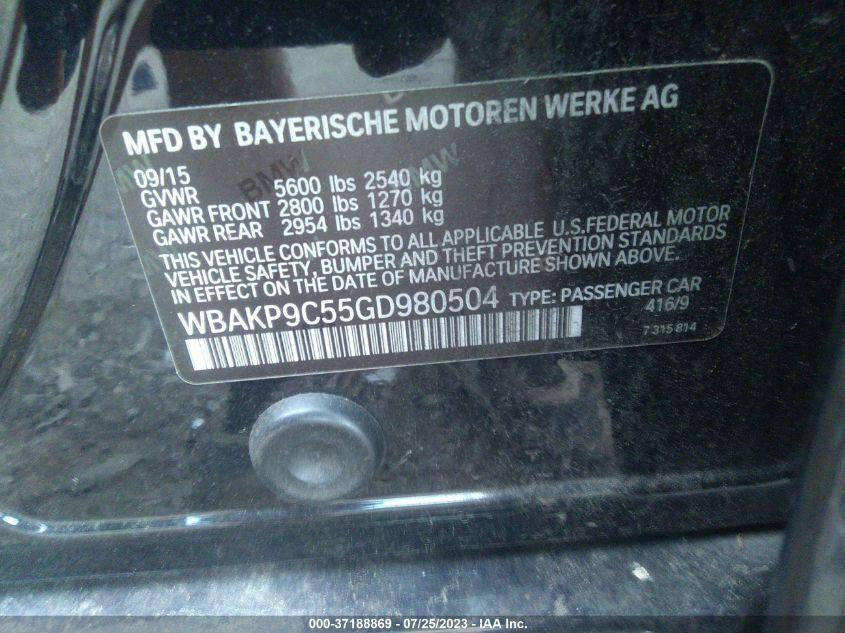 MFD BY BAYERISCHE MOTOREN WERKE AG
09/15
GVWR 5600 lbs 2540 kg
GAWR FRONT 2800 lbs 1270 kg
GAWR REAR 2954 lbs 1340 kg
THIS VEHICLE CONFORMS TO ALL APPLICABLE U.S.FEDERAL MOTOR
VEHICLE SAFETY, BUMPER AND THEFT PREVENTION STANDARDS
IN EFFECT ON THE DATE OF MANUFACTURE SHOWN ABOVE.
WBAKP9C55GD980504 TYPE: PASSENGER CAR
416/9
7 315 814
BMW
BMW
000-37188869 - 07/25/2023 - IAA Inc.